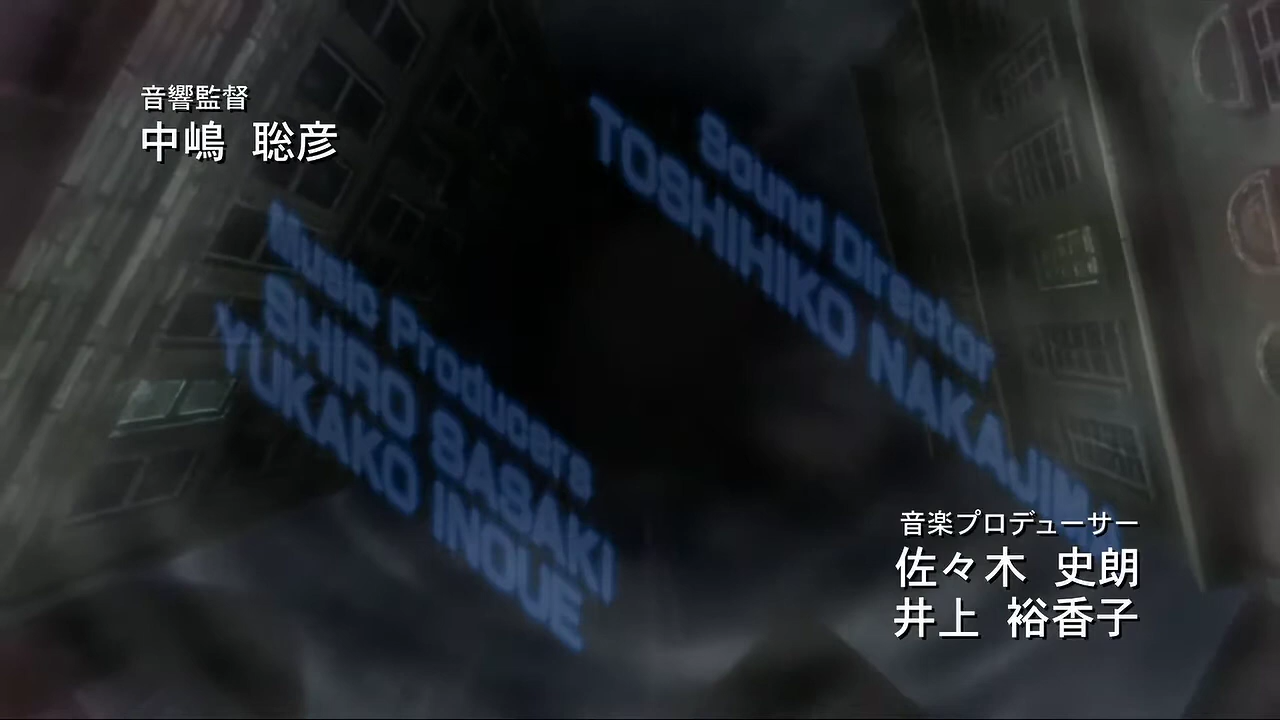 音響監督
中嶋 聡彦
Sound Director
TOSHIHIKO NAKAJIMA
Music Producers
SHIRO SASAKI
YUKAKO INOUE
音楽プロデューサー
佐々木 史朗
井上 裕香子